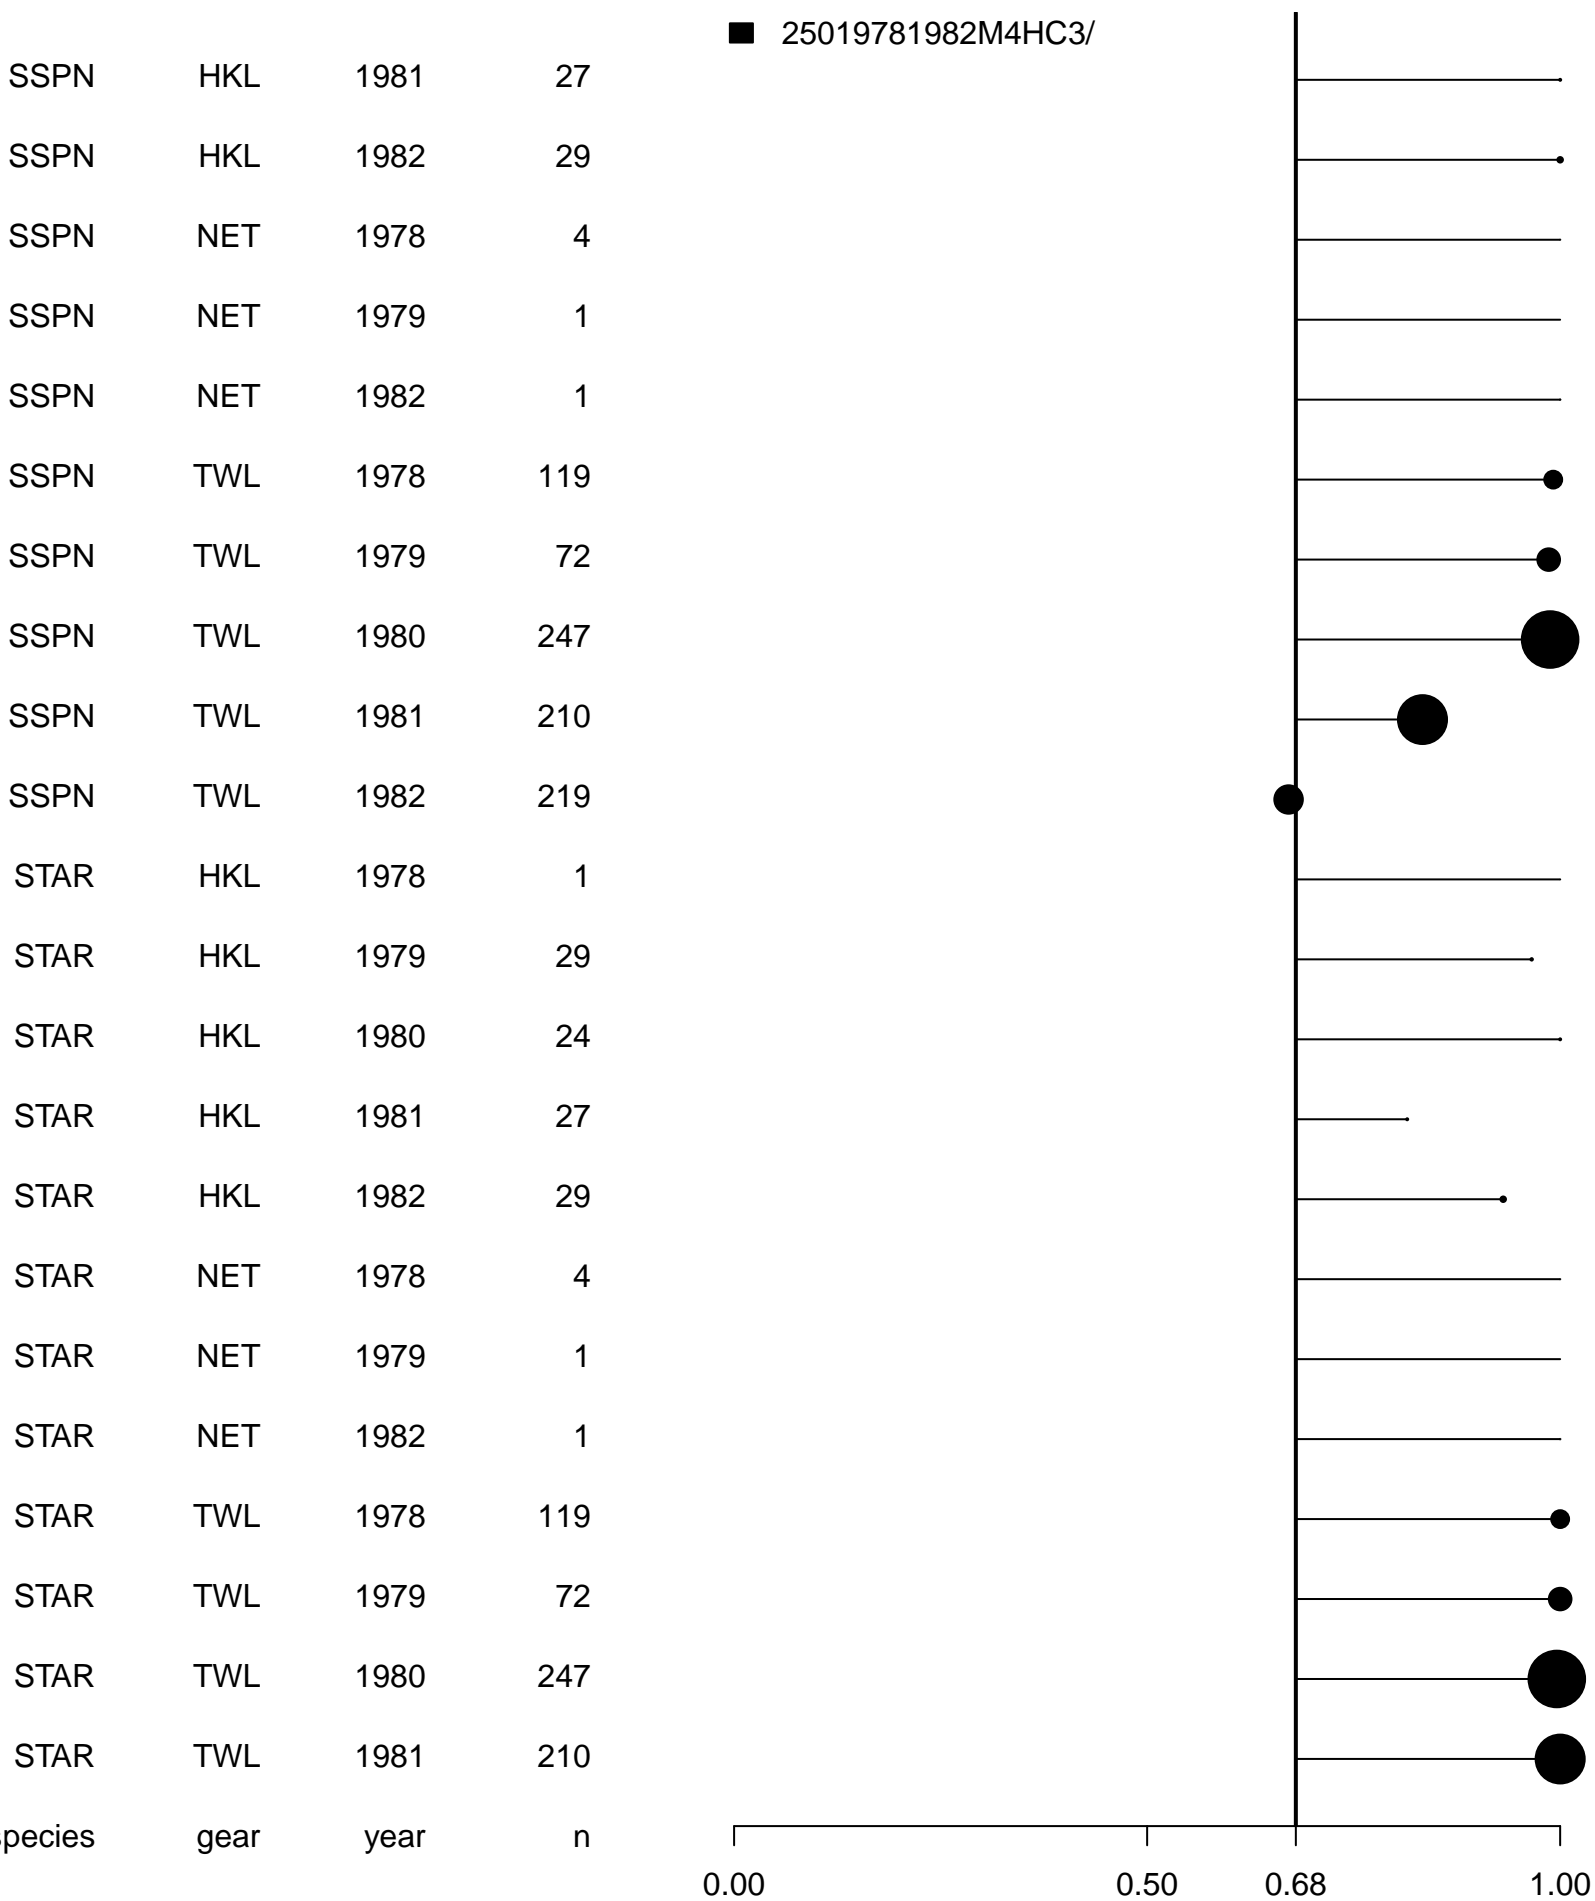 25019781982M4HC3/
SSPN HKL 1981 27
SSPN HKL 1982 29
SSPN NET 1978 4
SSPN NET 1979 1
SSPN NET 1982 1
SSPN TWL 1978 119
SSPN TWL 1979 72
SSPN TWL 1980 247
SSPN TWL 1981 210
SSPN TWL 1982 219
STAR HKL 1978 1
STAR HKL 1979 29
STAR HKL 1980 24
STAR HKL 1981 27
STAR HKL 1982 29
STAR NET 1978 4
STAR NET 1979 1
STAR NET 1982 1
STAR TWL 1978 119
STAR TWL 1979 72
STAR TWL 1980 247
STAR TWL 1981 210
species gear year n
0.00 0.50 0.68 1.00